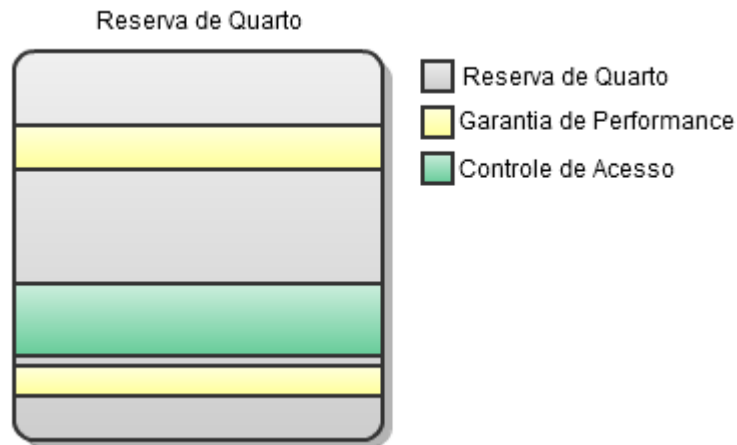 Reserva de Quarto
Reserva de Quarto
Garantia de Performance
Controle de Acesso